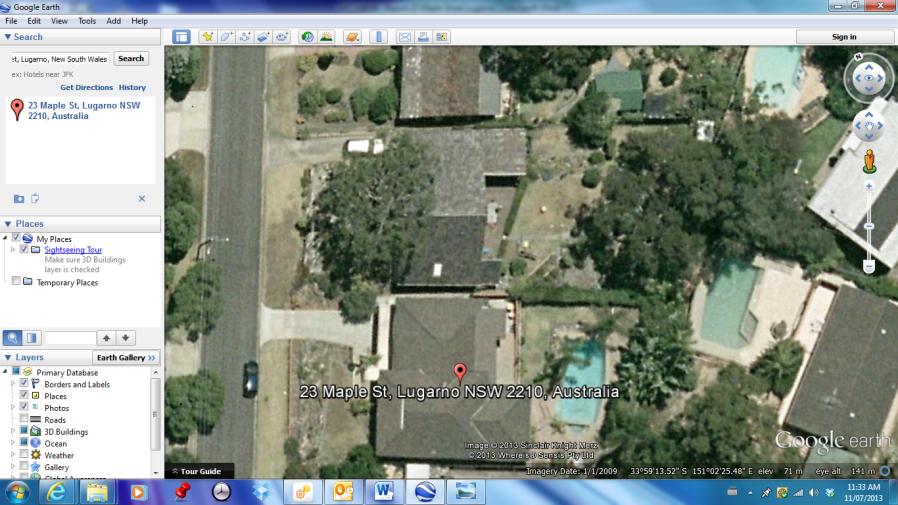 Google Earth
File Edit View Tools Add Help
Search
et, Lugarno, New South Wales
Search
ex: Hotels near JFK
Get Directions History
23 Maple St, Lugarno NSW
2210, Australia
Places
My Places
Sightseeing Tour
Make sure 3D Buildings
layer is checked
Temporary Places
Layers
Earth Gallery >>
Primary Database
Borders and Labels
Places
Photos
Roads
3D Buildings
Ocean
Weather
Gallery
Sign in
N
23 Maple St, Lugarno NSW 2210, Australia
Image © 2013 Sinclair Knight Merz
© 2013 Whereis® Sensis Pty Ltd
Google earth
Tour Guide
Imagery Date: 1/1/2009 33°59'13.52" S 151°02'25.48" E elev 71 m eye alt 141 m
11:33 AM
11/07/2013